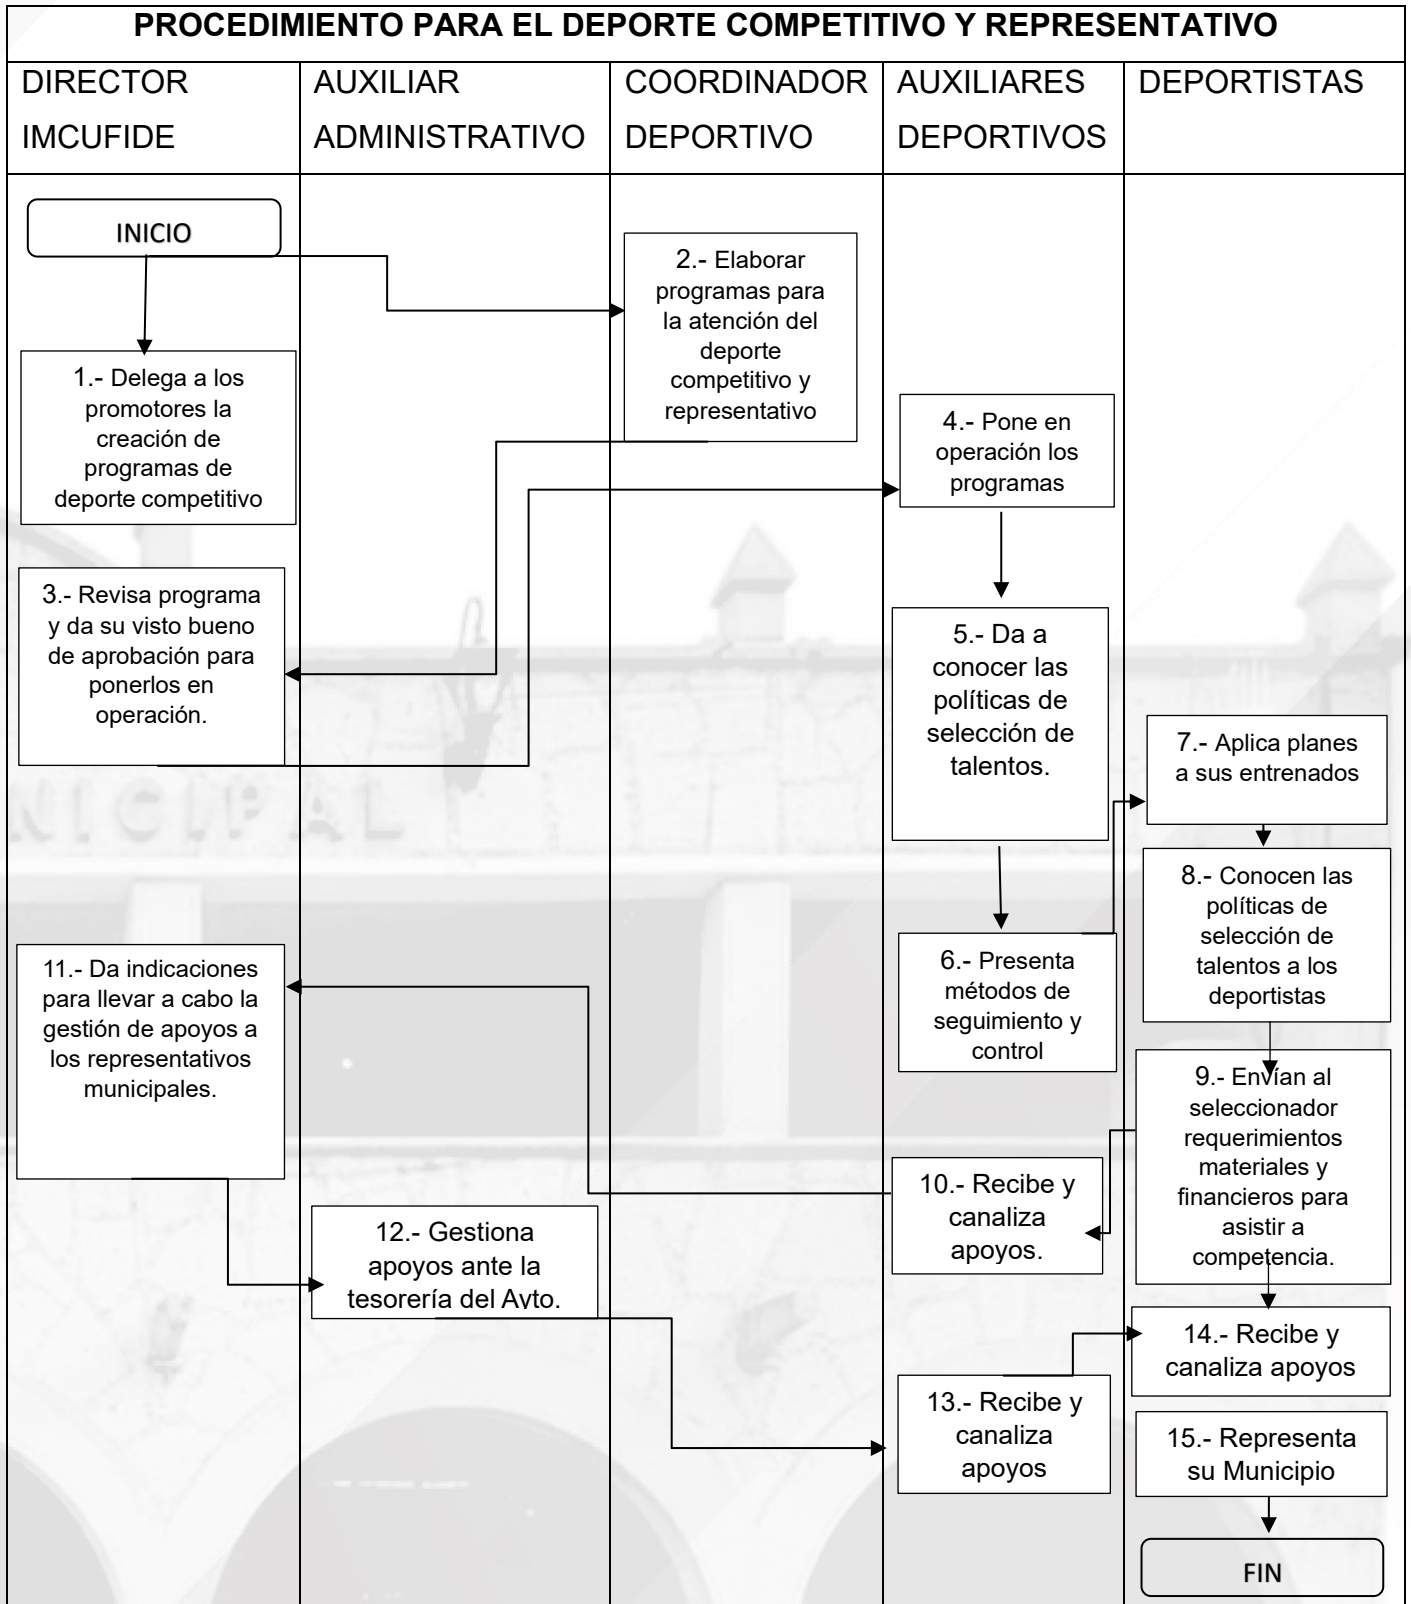 PROCEDIMIENTO PARA EL DEPORTE COMPETITIVO Y REPRESENTATIVO
DIRECTOR
IMCUFIDE
AUXILIAR
ADMINISTRATIVO
COORDINADOR
DEPORTIVO
AUXILIARES
DEPORTIVOS
DEPORTISTAS
INICIO
1.- Delega a los
promotores la
creación de
programas de
deporte competitivo
2.- Elaborar
programas para
la atención del
deporte
competitivo y
representativo
3.- Revisa programa
y da su visto bueno
de aprobación para
ponerlos en
operación.
4.- Pone en
operación los
programas
5.- Da a
conocer las
políticas de
selección de
talentos.
6.- Presenta
métodos de
seguimiento y
control
7.- Aplica planes
a sus entrenados
8.- Conocen las
políticas de
selección de
talentos a los
deportistas
9.- Envían al
seleccionador
requerimientos
materiales y
financieros para
asistir a
competencia.
10.- Recibe y
canaliza
apoyos.
11.- Da indicaciones
para llevar a cabo la
gestión de apoyos a
los representativos
municipales.
12.- Gestiona
apoyos ante la
tesorería del Ayto.
13.- Recibe y
canaliza
apoyos
14.- Recibe y
canaliza apoyos
15.- Representa
su Municipio
FIN
NICIPAL